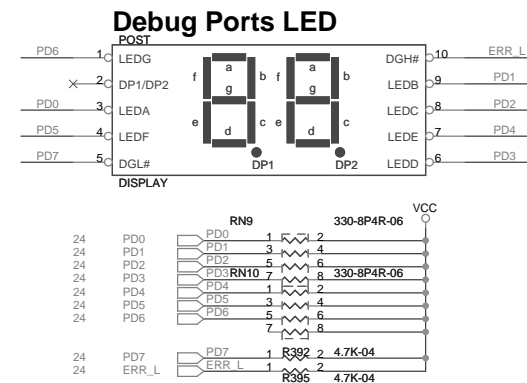 Debug Ports LED
POST
PD6 1 LEDG DGH# 10 ERR_L
2 DP1/DP2 LEDB 9 PD1
PD0 3 LEDA LEDC 8 PD2
PD5 4 LEDF LEDE 7 PD4
PD7 5 DGL# LEDD 6 PD3
a a
f b f b
g g
e c e c
d d
DP1 DP2
DISPLAY
VCC
RN9 330-8P4R-06
24 PD0 PD0 1 2
24 PD1 PD1 3 4
24 PD2 PD2 5 6
24 PD3 PD3 RN10 7 8 330-8P4R-06
24 PD4 PD4 1 2
24 PD5 PD5 3 4
24 PD6 PD6 5 6
7 8
24 PD7 PD7 1 R392 2 4.7K-04
24 ERR_L ERR_L 1 2
R395 4.7K-04